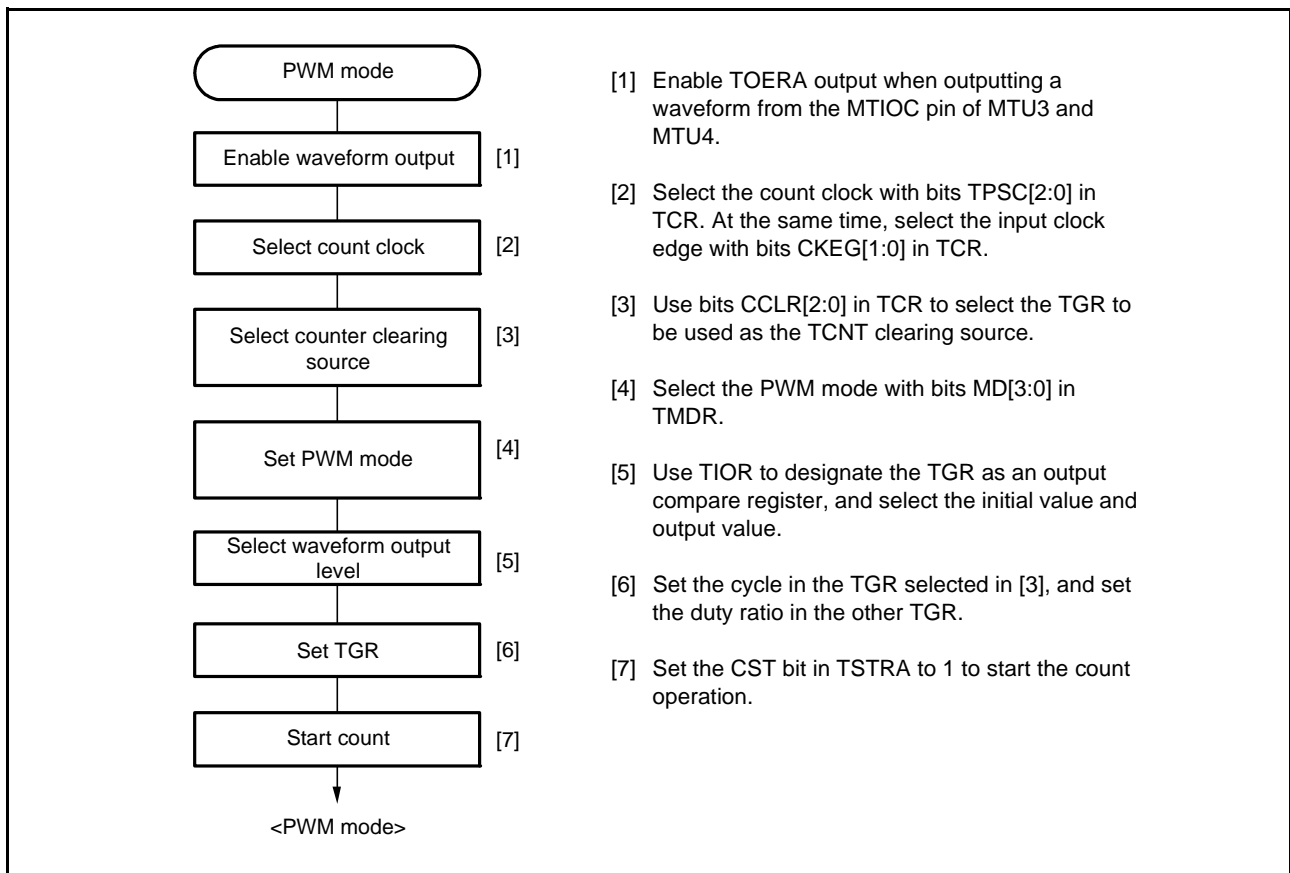 PWM mode
Enable waveform output
[1]
Select count clock
[2]
Select counter clearing
source
[3]
Set PWM mode
[4]
Select waveform output
level
[5]
Set TGR
[6]
Start count
[7]
<PWM mode>
[1] Enable TOERA output when outputting a
waveform from the MTIOC pin of MTU3 and
MTU4.
[2] Select the count clock with bits TPSC[2:0] in
TCR. At the same time, select the input clock
edge with bits CKEG[1:0] in TCR.
[3] Use bits CCLR[2:0] in TCR to select the TGR to
be used as the TCNT clearing source.
[4] Select the PWM mode with bits MD[3:0] in
TMDR.
[5] Use TIOR to designate the TGR as an output
compare register, and select the initial value and
output value.
[6] Set the cycle in the TGR selected in [3], and set
the duty ratio in the other TGR.
[7] Set the CST bit in TSTRA to 1 to start the count
operation.